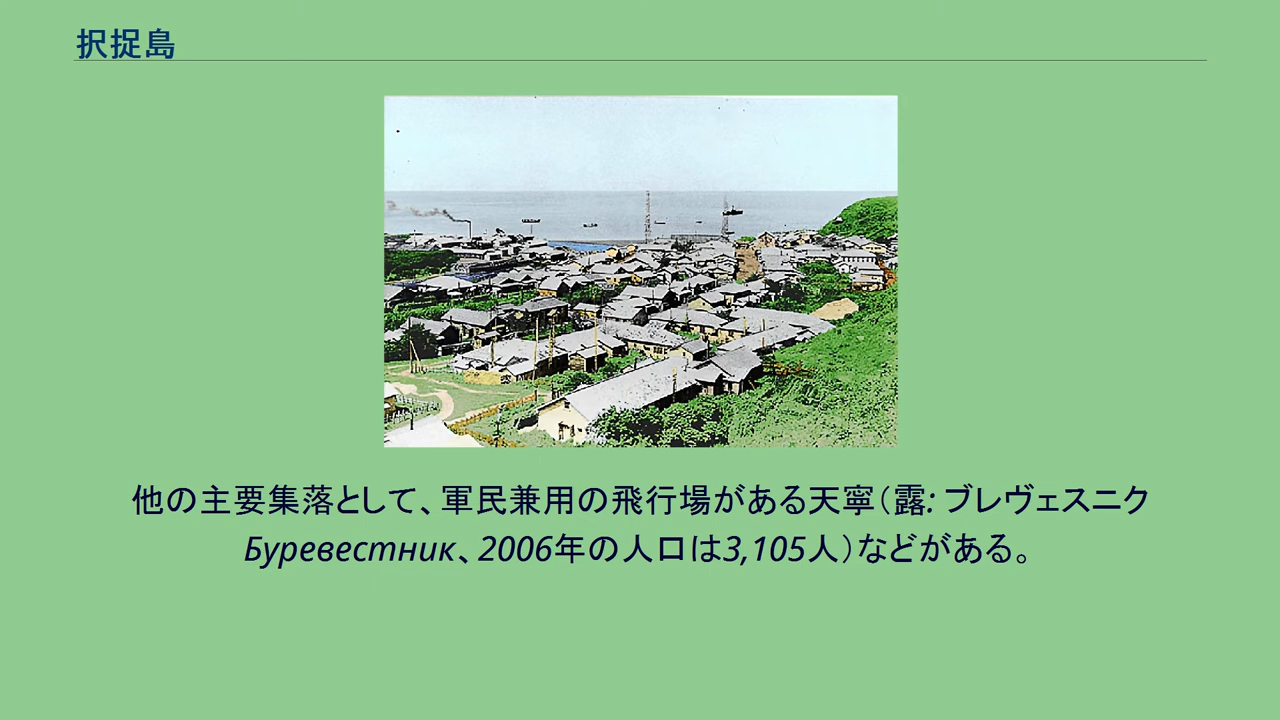 択捉島
他の主要集落として、軍民兼用の飛行場がある天寧（露: ブレヴェスニク
Буревестник、2006年の人口は3,105人）などがある。